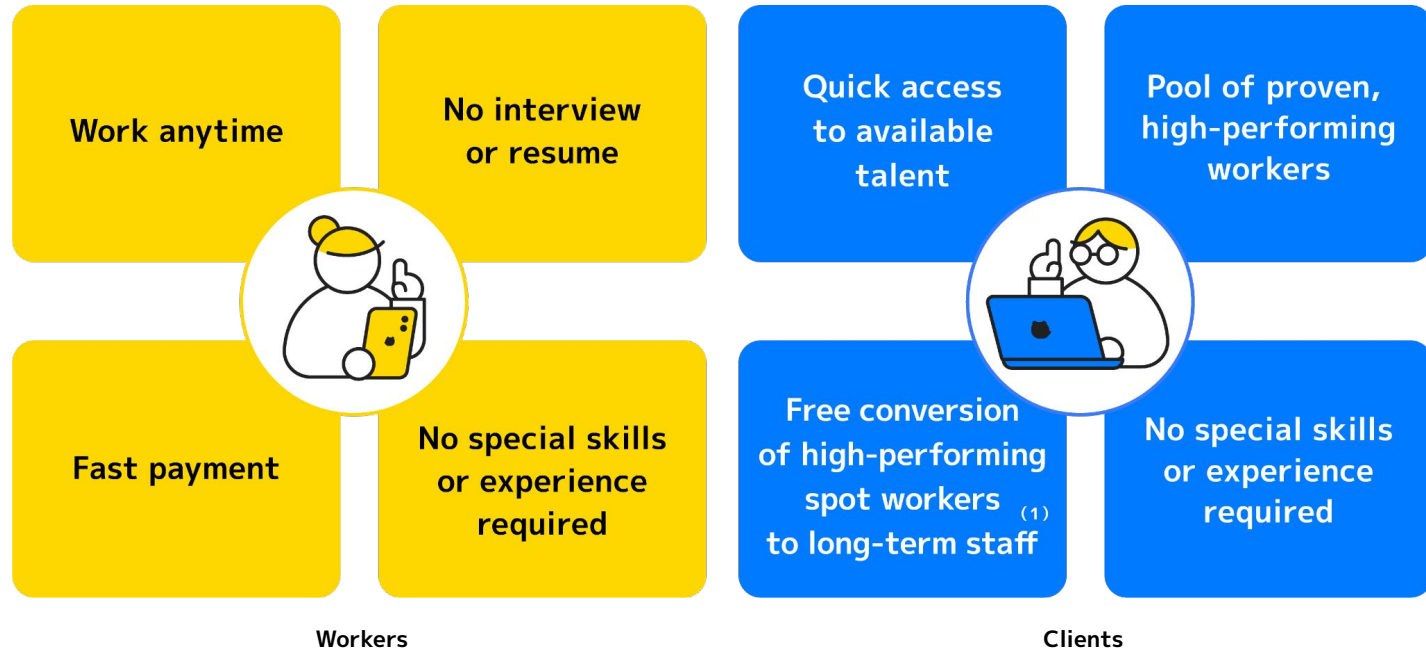 Work anytime
No interview
or resume
Fast payment
No special skills
or experience
required
Workers
Quick access
to available
talent
Pool of proven,
high-performing
workers
Free conversion
of high-performing
spot workers
to long-term staff (1)
No special skills
or experience
required
Clients